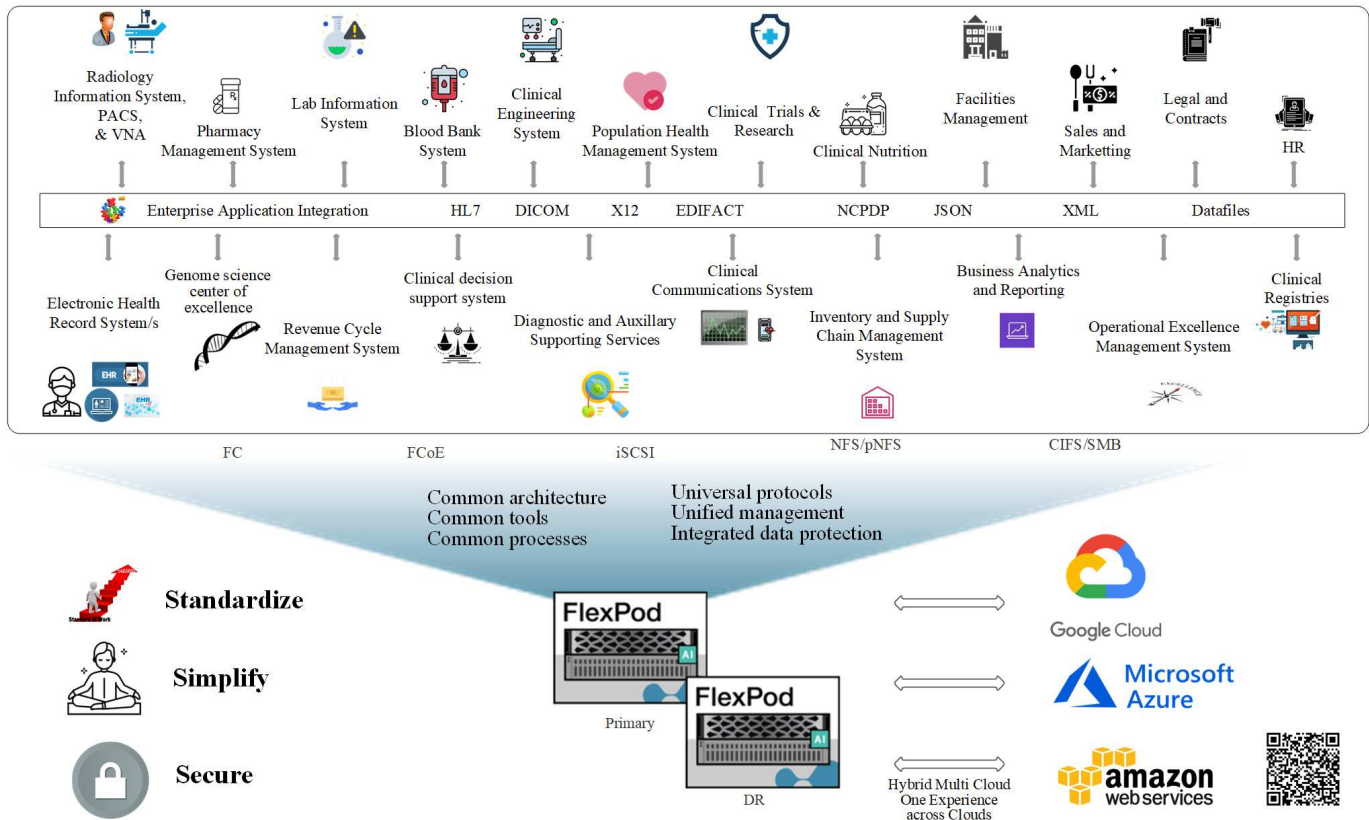 Radiology
Information System,
PACS,
& VNA
Pharmacy
Management System
Lab Information
System
Blood Bank
System
Clinical
Engineering
System
Population Health
Management System
Clinical Trials &
Research
Clinical Nutrition
Facilities
Management
Sales and
Marketting
Legal and
Contracts
HR
Enterprise Application Integration HL7 DICOM X12 EDIFACT NCPDP JSON XML Datafiles
Electronic Health
Record System/s
EHR
EHR
Genome science
center of
excellence
Revenue Cycle
Management System
Clinical decision
support system
Diagnostic and Auxillary
Supporting Services
Clinical
Communications System
Inventory and Supply
Chain Management
System
Business Analytics
and Reporting
Operational Excellence
Management System
EXCELLENCE
Clinical
Registries
FC FCoE iSCSI NFS/pNFS CIFS/SMB
Common architecture
Common tools
Common processes
Universal protocols
Unified management
Integrated data protection
Standardize
Simplify
Secure
FlexPod
AI
Primary
FlexPod
AI
DR
Google Cloud
Microsoft
Azure
amazon
web services
Hybrid Multi Cloud
One Experience
across Clouds